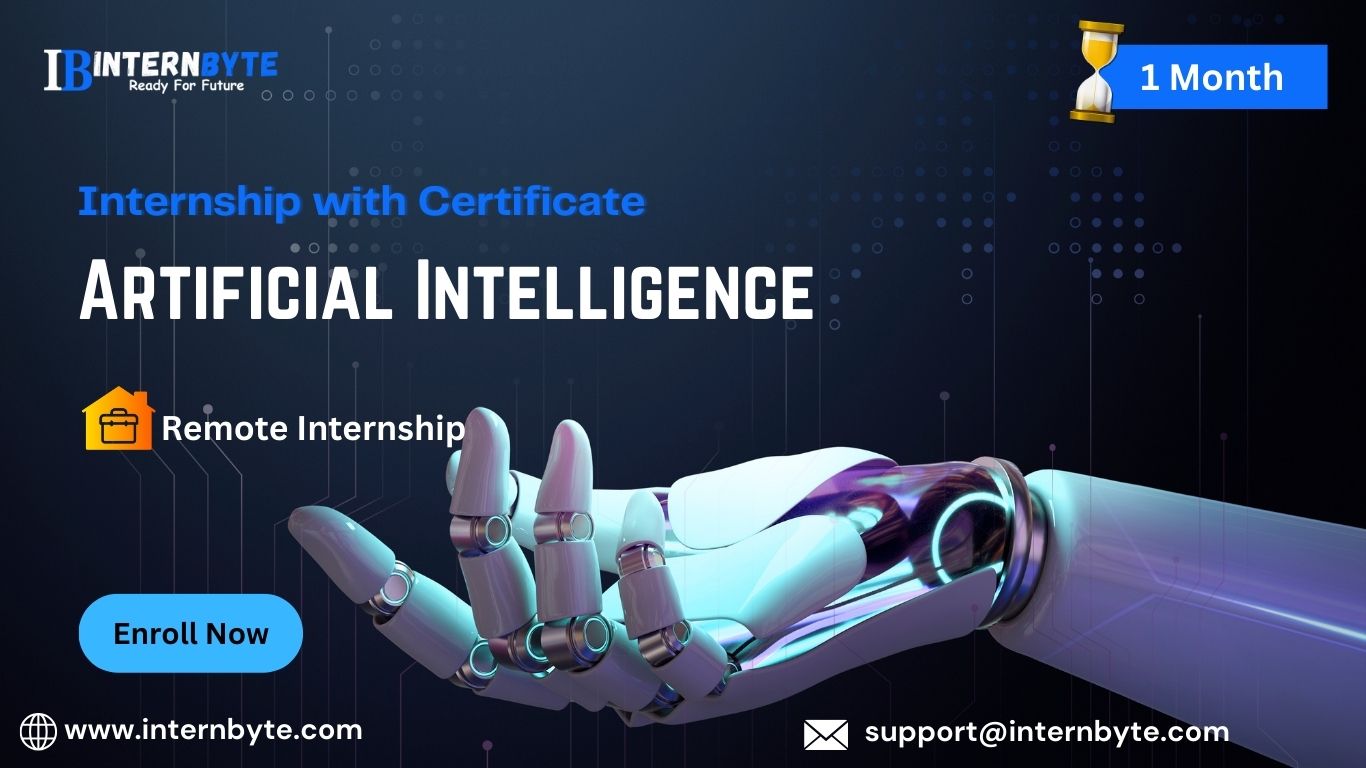 IB INTERNBYTE
Ready For Future
1 Month
Internship with Certificate
Artificial Intelligence
Remote Internship
Enroll Now
www.internbyte.com
support@internbyte.com